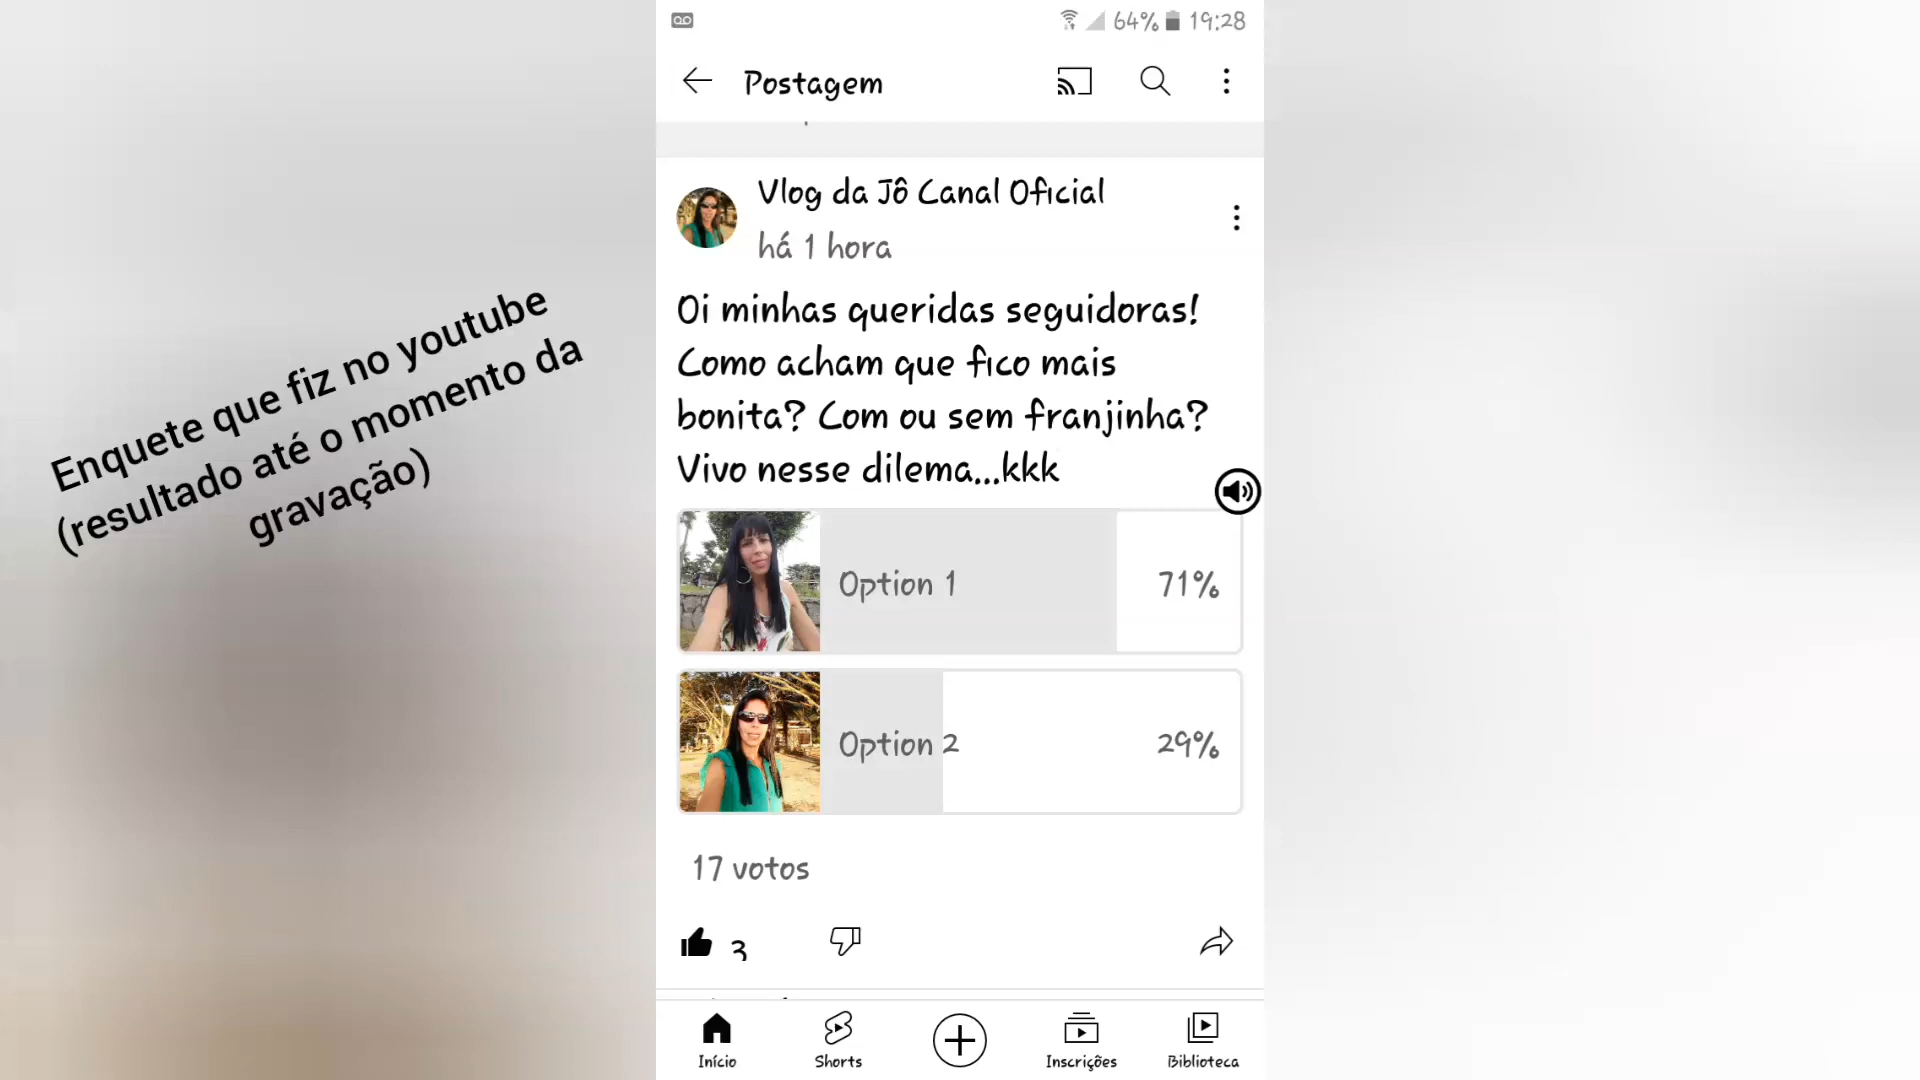 64% 19:28
Postagem
Vlog da Jô Canal Oficial
há 1 hora
Oi minhas queridas seguidoras!
Como acham que fico mais
bonita? Com ou sem franjinha?
Vivo nesse dilema...kkk
Option 1 71%
Option 2 29%
17 votos
3
Início Shorts Inscrições Biblioteca
Enquete que fiz no youtube
(resultado até o momento da
gravação)